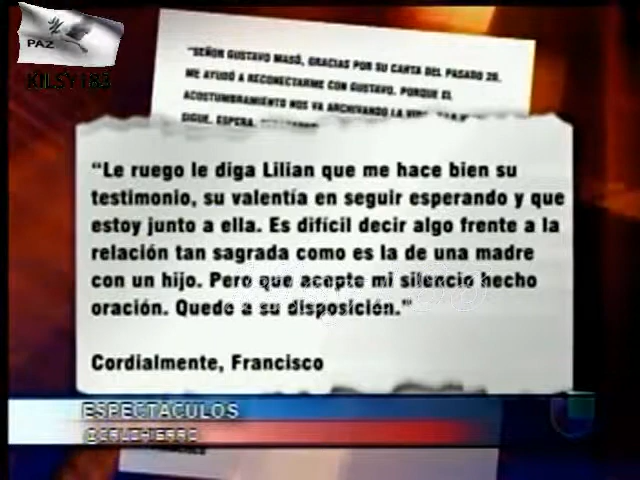 PAZ
KILSY183
"SEÑOR GUSTAVO MASÓ, GRACIAS POR SU CARTA DEL PASADO 29.
ME AYUDÓ A RECONECTARME CON GUSTAVO. PORQUE EL
ACOSTUMBRAMIENTO NOS VA ARCHIVANDO LA
SIGUE. ESPERA.
"Le ruego le diga Lilian que me hace bien su
testimonio, su valentía en seguir esperando y que
estoy junto a ella. Es difícil decir algo frente a la
relación tan sagrada como es la de una madre
con un hijo. Pero que acepte mi silencio hecho
oración. Quede a su disposición."
Cordialmente, Francisco
ESPECTÁCULOS